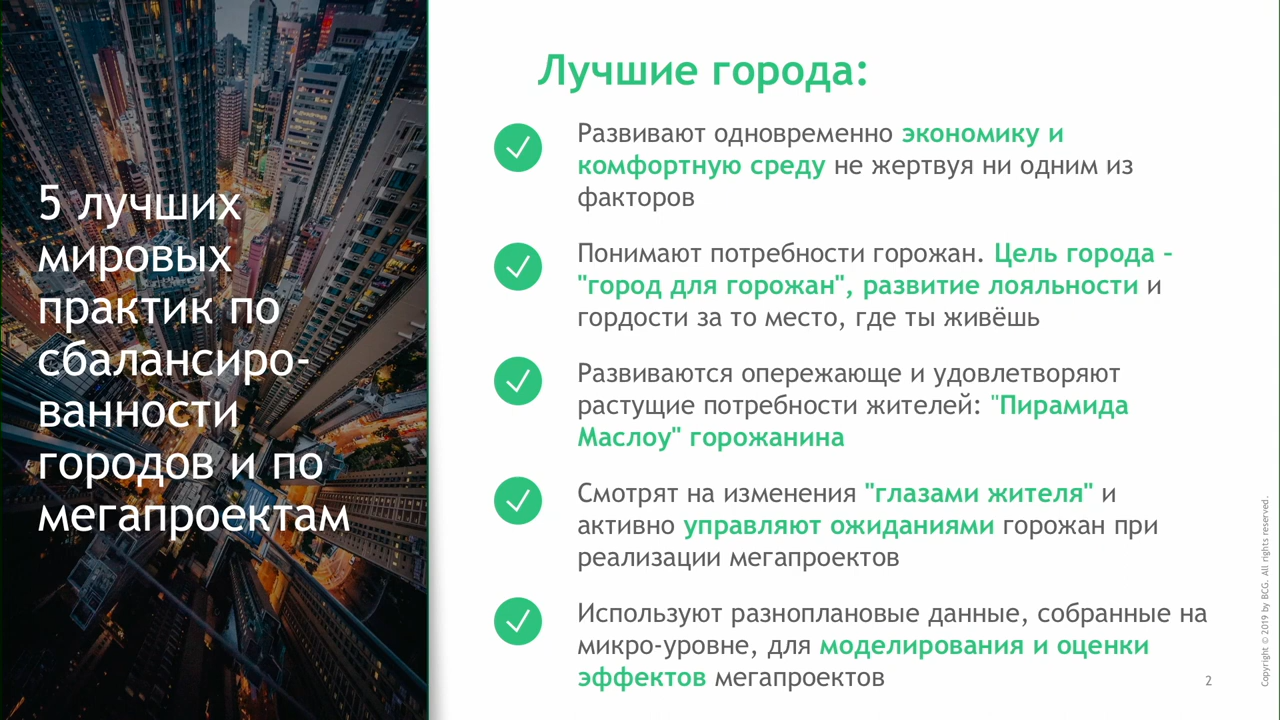 5 лучших
мировых
практик по
сбалансиро-
ванности
городов и по
мегапроектам
Лучшие города:
Развивают одновременно экономику и
комфортную среду не жертвуя ни одним из
факторов
Понимают потребности горожан. Цель города -
"город для горожан", развитие лояльности и
гордости за то место, где ты живёшь
Развиваются опережающе и удовлетворяют
растущие потребности жителей: "Пирамида
Маслоу" горожанина
Смотрят на изменения "глазами жителя" и
активно управляют ожиданиями горожан при
реализации мегапроектов
Используют разноплановые данные, собранные на
микро-уровне, для моделирования и оценки
эффектов мегапроектов
2
Copyright © 2019 by BCG. All rights reserved.